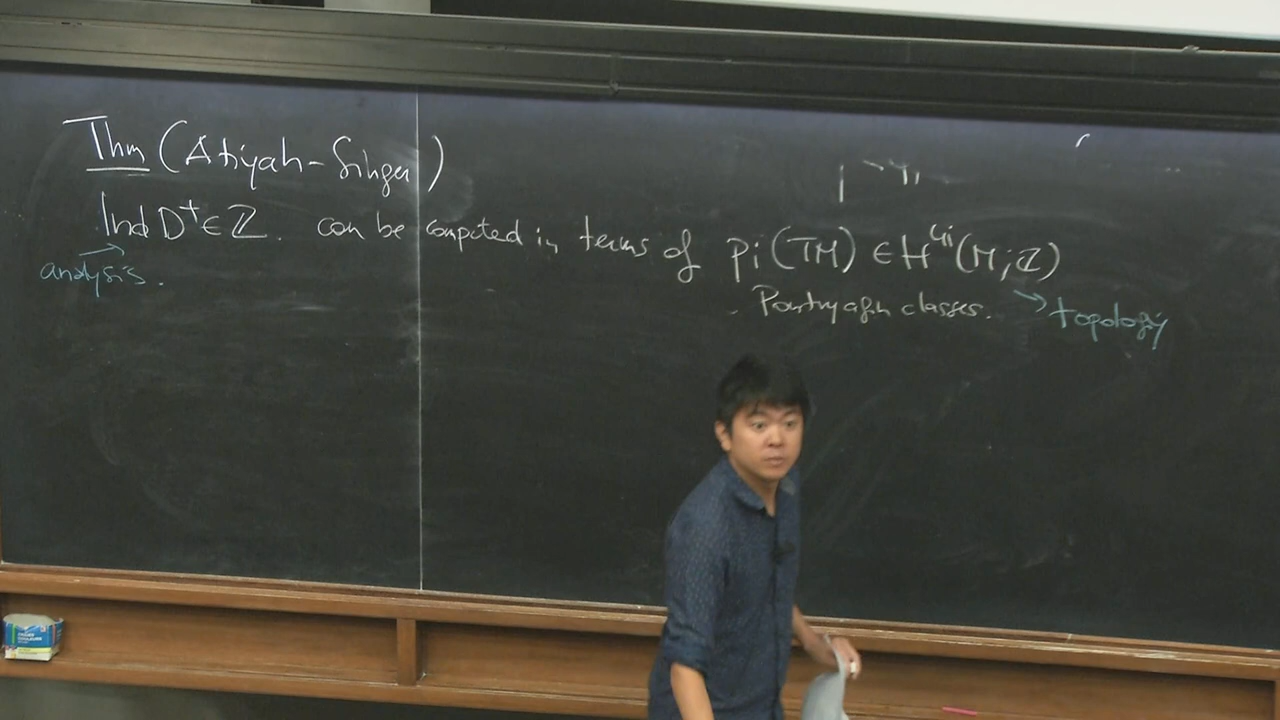 Thm (Atiyah-Singer)
Ind D⁺ ∈ ℤ. can be computed in terms of pi(TM) ∈ H⁴ⁱ(M; ℤ)
analysis.
Pontryagin classes.
topology